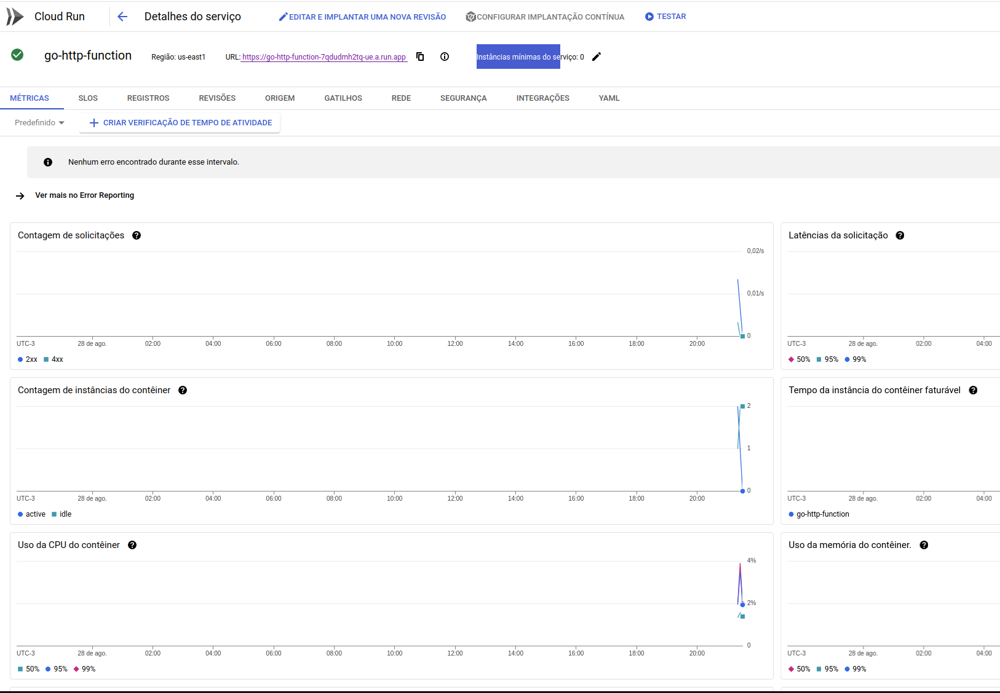 Cloud Run
Detalhes do serviço
EDITAR E IMPLANTAR UMA NOVA REVISÃO
CONFIGURAR IMPLANTAÇÃO CONTÍNUA
TESTAR
go-http-function
Região: us-east1
URL: https://go-http-function-7qdudmh2tq-ue.a.run.app
Instâncias mínimas do serviço: 0
MÉTRICAS
SLOS
REGISTROS
REVISÕES
ORIGEM
GATILHOS
REDE
SEGURANÇA
INTEGRAÇÕES
YAML
Predefinido
CRIAR VERIFICAÇÃO DE TEMPO DE ATIVIDADE
Nenhum erro encontrado durante esse intervalo.
Ver mais no Error Reporting
Contagem de solicitações
0,02/s
0,01/s
0
UTC-3 28 de ago. 02:00 04:00 06:00 08:00 10:00 12:00 14:00 16:00 18:00 20:00
2xx 4xx
Latências da solicitação
UTC-3 28 de ago. 02:00 04:00
50% 95% 99%
Contagem de instâncias do contêiner
2
1
0
UTC-3 28 de ago. 02:00 04:00 06:00 08:00 10:00 12:00 14:00 16:00 18:00 20:00
active idle
Tempo da instância do contêiner faturável
UTC-3 28 de ago. 02:00 04:00
go-http-function
Uso da CPU do contêiner
4%
2%
0
UTC-3 28 de ago. 02:00 04:00 06:00 08:00 10:00 12:00 14:00 16:00 18:00 20:00
50% 95% 99%
Uso da memória do contêiner.
UTC-3 28 de ago. 02:00 04:00
50% 95% 99%